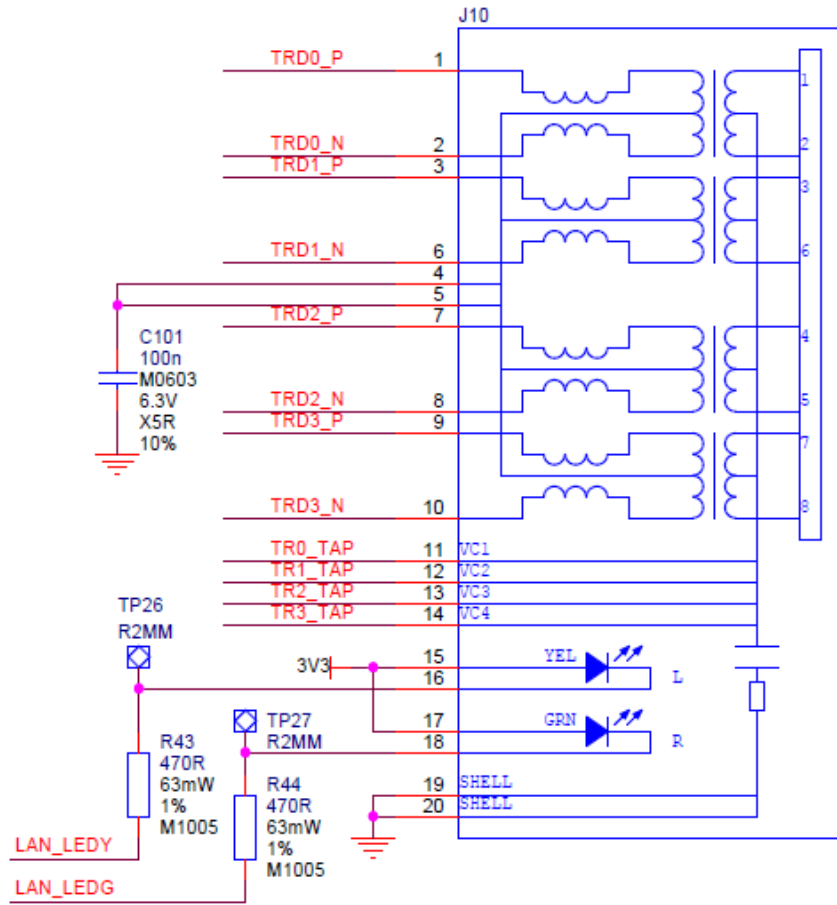 J10
TRD0_P 1
1
TRD0_N 2
2
TRD1_P 3
3
TRD1_N 6
6
4
5
TRD2_P 7
4
C101
100n
M0603
6.3V
X5R
10%
TRD2_N 8
5
TRD3_P 9
7
TRD3_N 10
8
TR0_TAP 11 VC1
TR1_TAP 12 VC2
TR2_TAP 13 VC3
TR3_TAP 14 VC4
TP26
R2MM
3V3
15 YEL
16 L
TP27
R2MM
17 GRN
18 R
R43
470R
63mW
1%
M1005
R44
470R
63mW
1%
M1005
19 SHELL
20 SHELL
LAN_LEDY
LAN_LEDG